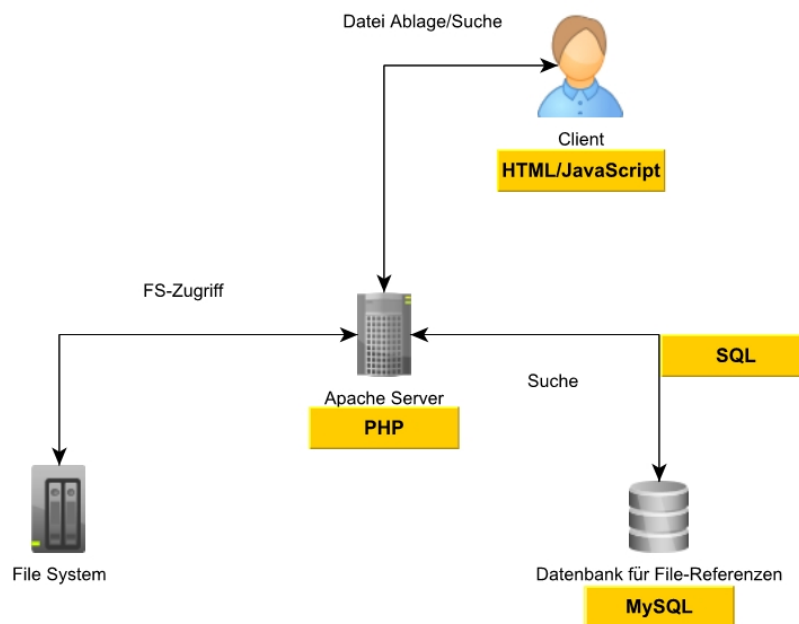 Datei Ablage/Suche
Client
HTML/JavaScript
FS-Zugriff
SQL
Suche
Apache Server
PHP
File System
Datenbank für File-Referenzen
MySQL